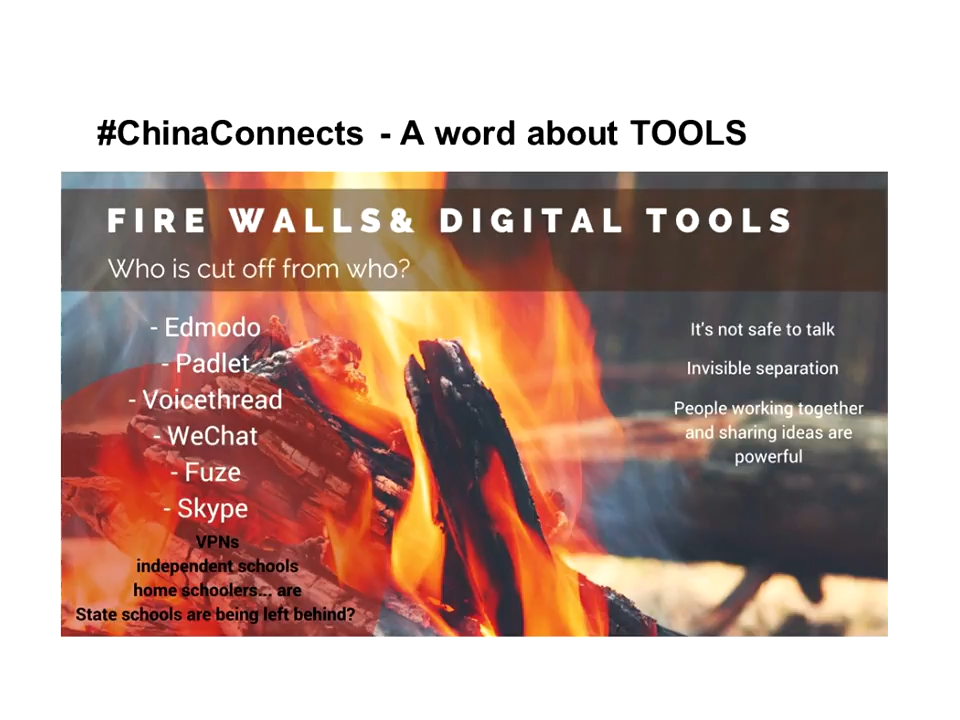 #ChinaConnects - A word about TOOLS
FIRE WALLS& DIGITAL TOOLS
Who is cut off from who?
- Edmodo
- Padlet
- Voicethread
- WeChat
- Fuze
- Skype
VPNs
independent schools
home schoolers... are
State schools are being left behind?
It's not safe to talk
Invisible separation
People working together
and sharing ideas are
powerful